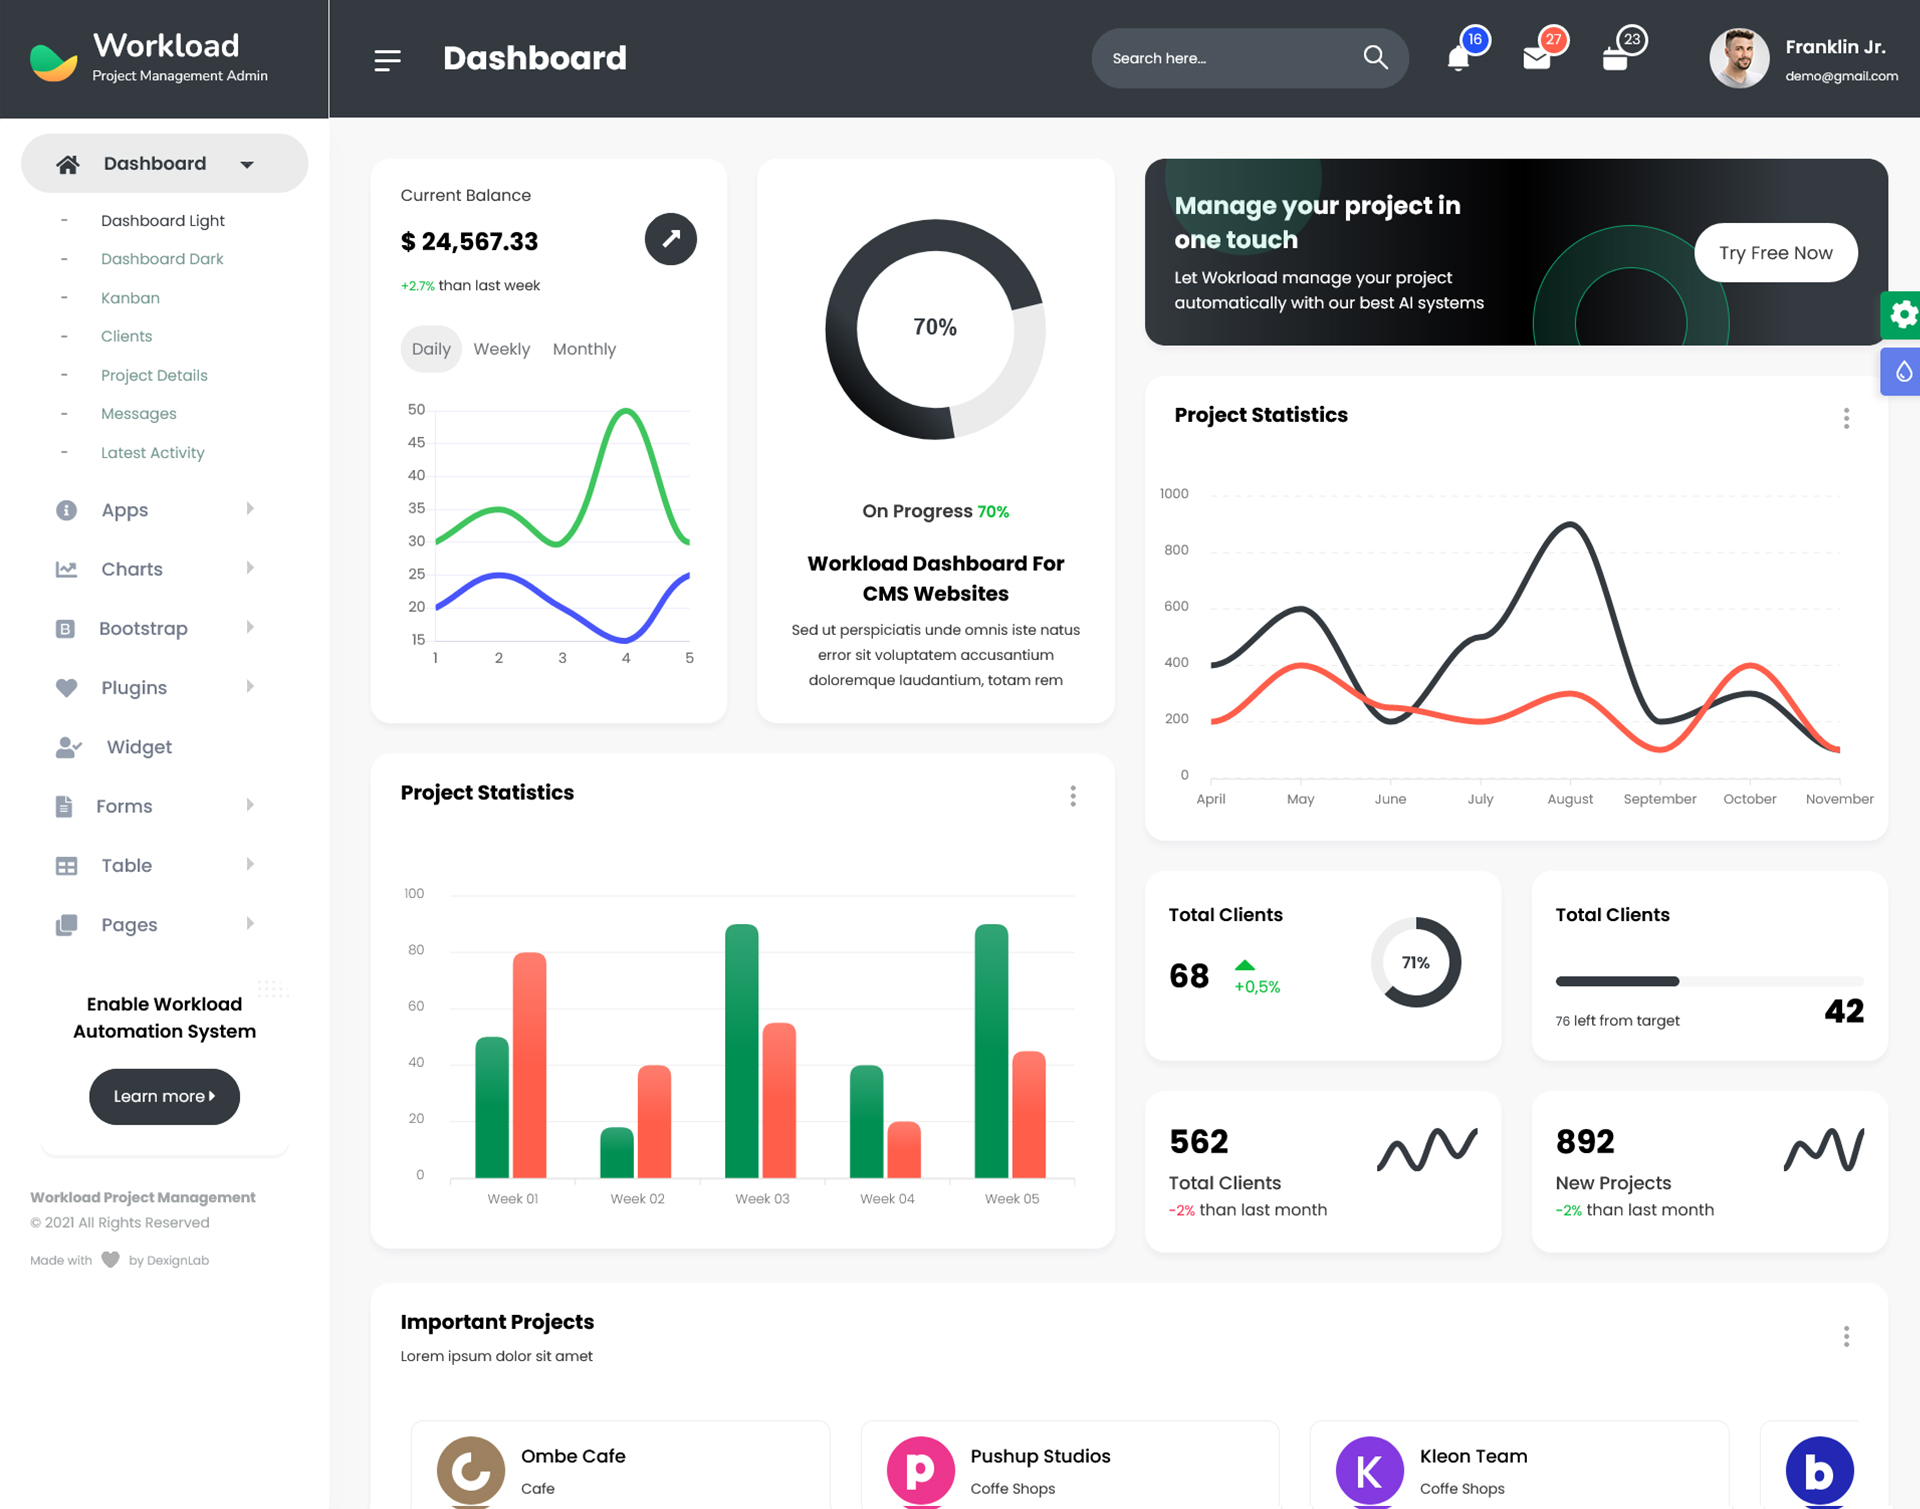 Workload
Project Management Admin
Dashboard
Search here...
16
27
23
Franklin Jr.
demo@gmail.com
Dashboard
- Dashboard Light
- Dashboard Dark
- Kanban
- Clients
- Project Details
- Messages
- Latest Activity
Apps
Charts
Bootstrap
Plugins
Widget
Forms
Table
Pages
Enable Workload
Automation System
Learn more
Workload Project Management
© 2021 All Rights Reserved
Made with by DexignLab
Current Balance
$ 24,567.33
+2.7% than last week
Daily Weekly Monthly
50
45
40
35
30
25
20
15
1 2 3 4 5
70%
On Progress 70%
Workload Dashboard For
CMS Websites
Sed ut perspiciatis unde omnis iste natus
error sit voluptatem accusantium
doloremque laudantium, totam rem
Manage your project in
one touch
Let Wokrload manage your project
automatically with our best AI systems
Try Free Now
Project Statistics
1000
800
600
400
200
0
April May June July August September October November
Project Statistics
100
80
60
40
20
0
Week 01 Week 02 Week 03 Week 04 Week 05
Total Clients
68
+0,5%
71%
Total Clients
76 left from target
42
562
Total Clients
-2% than last month
892
New Projects
-2% than last month
Important Projects
Lorem ipsum dolor sit amet
Ombe Cafe
Cafe
p
Pushup Studios
Coffe Shops
K
Kleon Team
Coffe Shops
b